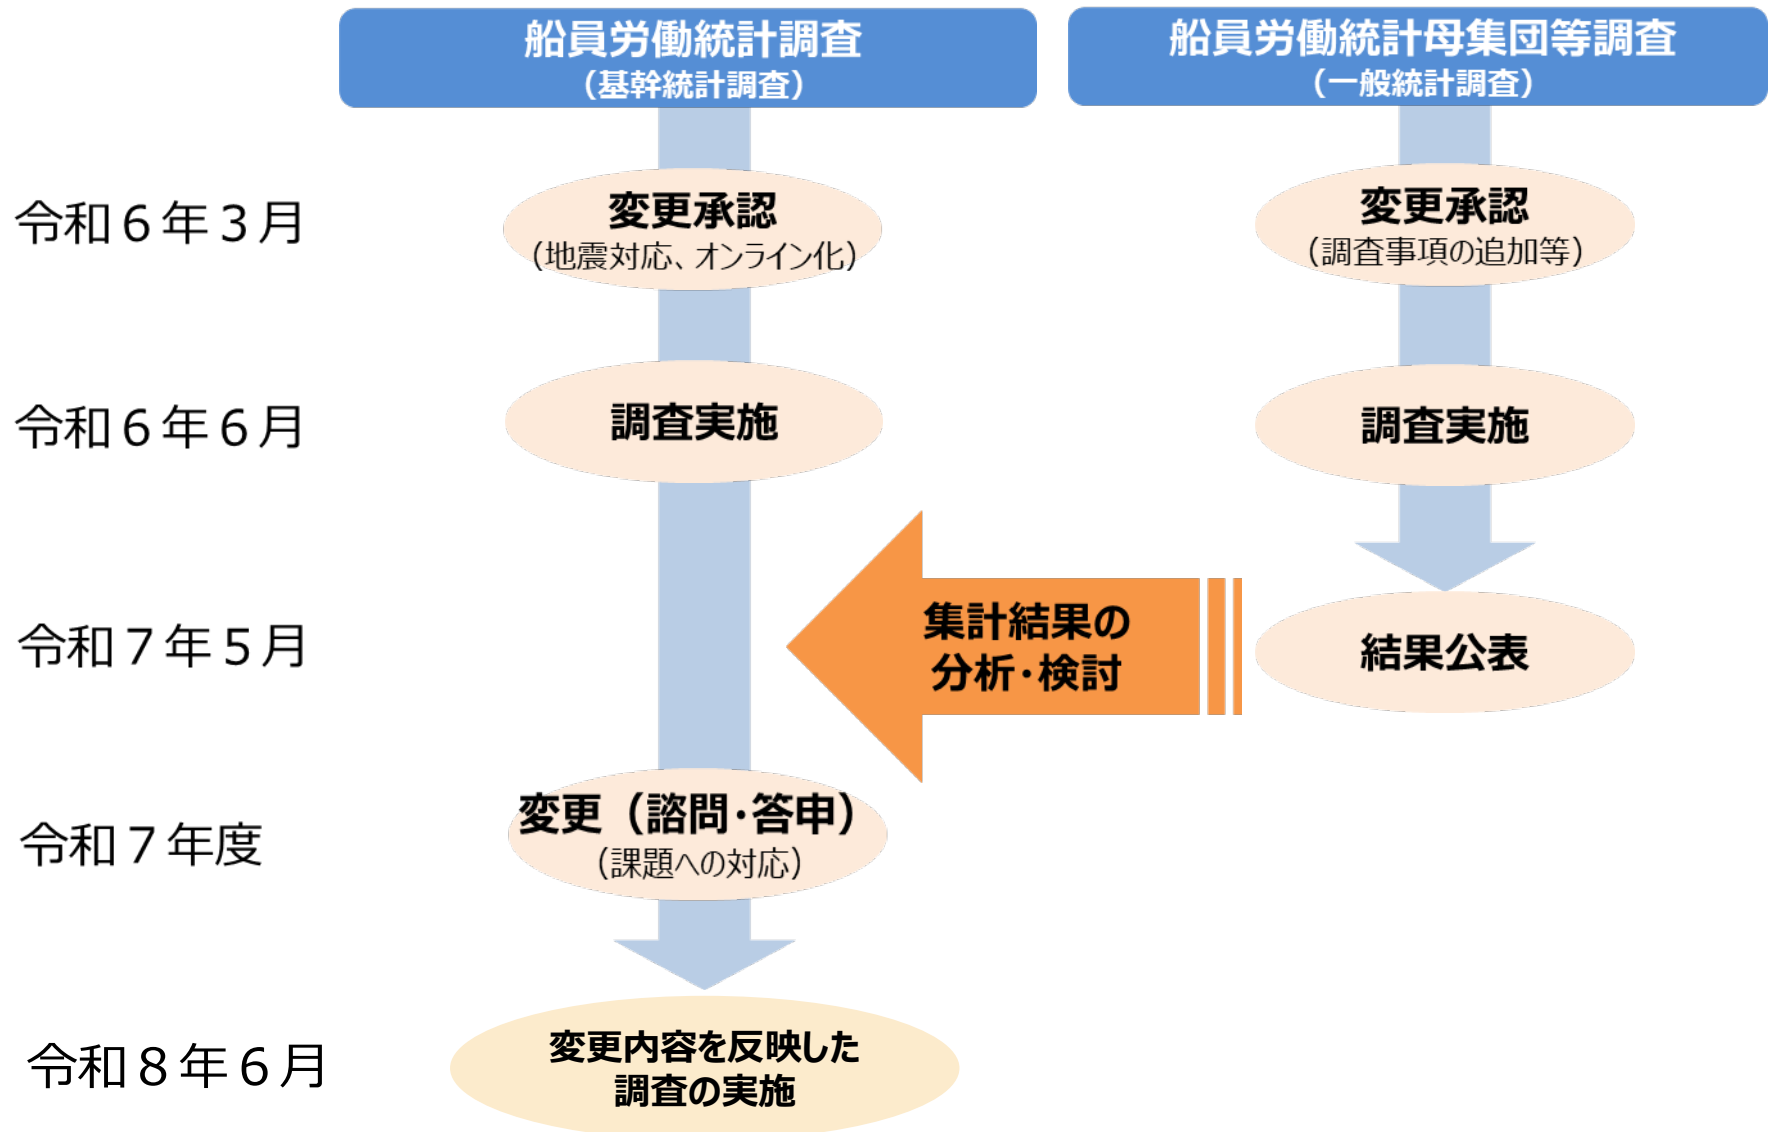 船員労働統計調査
（基幹統計調査）
船員労働統計母集団等調査
（一般統計調査）
令和６年３月
変更承認
（地震対応、オンライン化）
変更承認
（調査事項の追加等）
令和６年６月
調査実施
調査実施
令和７年５月
集計結果の
分析･検討
結果公表
令和７年度
変更（諮問･答申）
（課題への対応）
令和８年６月
変更内容を反映した
調査の実施